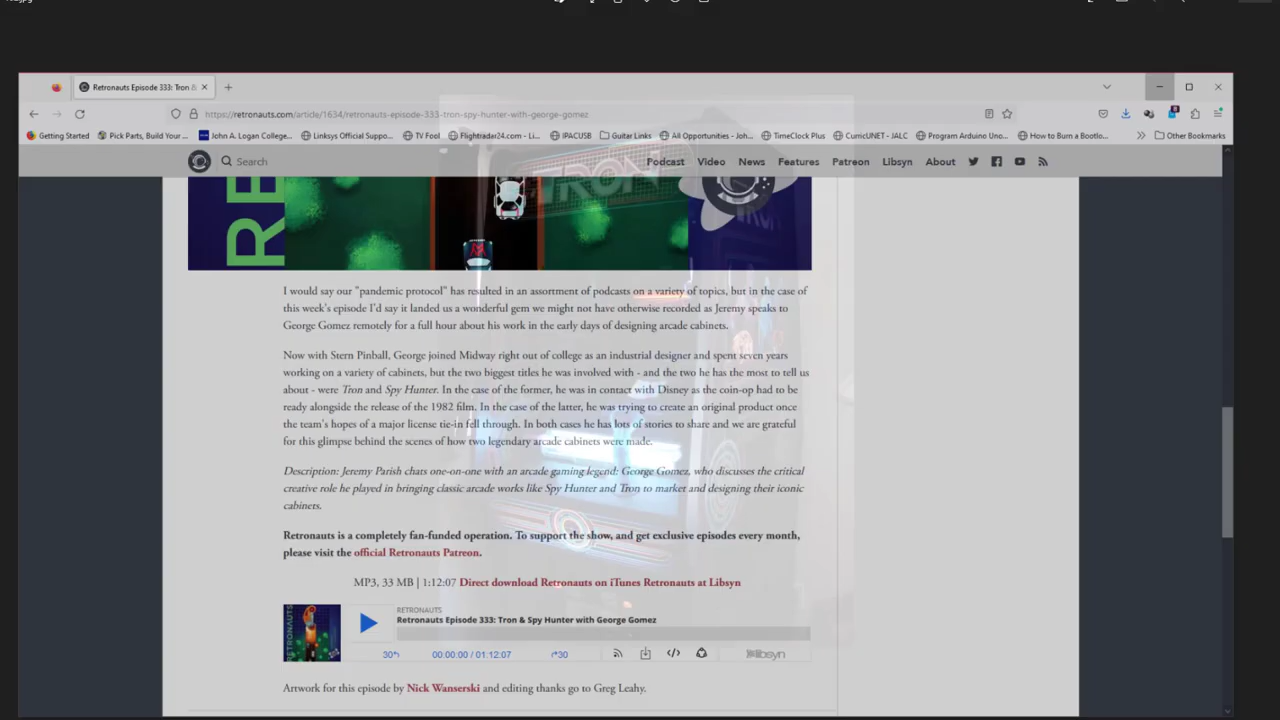 Retronauts Episode 333: Tron &
https://retronauts.com/article/1634/retronauts-episode-333-tron-spy-hunter-with-george-gomez
Getting Started Pick Parts, Build Your ... John A. Logan College... Linksys Official Suppo... TV Fool Flightradar24.com - Li... IPACUSB Guitar Links All Opportunities - Joh... TimeClock Plus CurricUNET - JALC Program Arduino Uno... How to Burn a Bootlo... Other Bookmarks
Search Podcast Video News Features Patreon Libsyn About
TRON
RE
I would say our "pandemic protocol" has resulted in an assortment of podcasts on a variety of topics, but in the case of
this week's episode I'd say it landed us a wonderful gem we might not have otherwise recorded as Jeremy speaks to
George Gomez remotely for a full hour about his work in the early days of designing arcade cabinets.
Now with Stern Pinball, George joined Midway right out of college as an industrial designer and spent seven years
working on a variety of cabinets, but the two biggest titles he was involved with - and the two he has the most to tell us
about - were Tron and Spy Hunter. In the case of the former, he was in contact with Disney as the coin-op had to be
ready alongside the release of the 1982 film. In the case of the latter, he was trying to create an original product once
the team's hopes of a major license tie-in fell through. In both cases he has lots of stories to share and we are grateful
for this glimpse behind the scenes of how two legendary arcade cabinets were made.
Description: Jeremy Parish chats one-on-one with an arcade gaming legend: George Gomez, who discusses the critical
creative role he played in bringing classic arcade works like Spy Hunter and Tron to market and designing their iconic
cabinets.
Retronauts is a completely fan-funded operation. To support the show, and get exclusive episodes every month,
please visit the official Retronauts Patreon.
MP3, 33 MB | 1:12:07 Direct download Retronauts on iTunes Retronauts at Libsyn
RETRONAUTS
RETRONAUTS
Retronauts Episode 333: Tron & Spy Hunter with George Gomez
30 00:00:00 / 01:12:07 30 libsyn
Artwork for this episode by Nick Wanserski and editing thanks go to Greg Leahy.